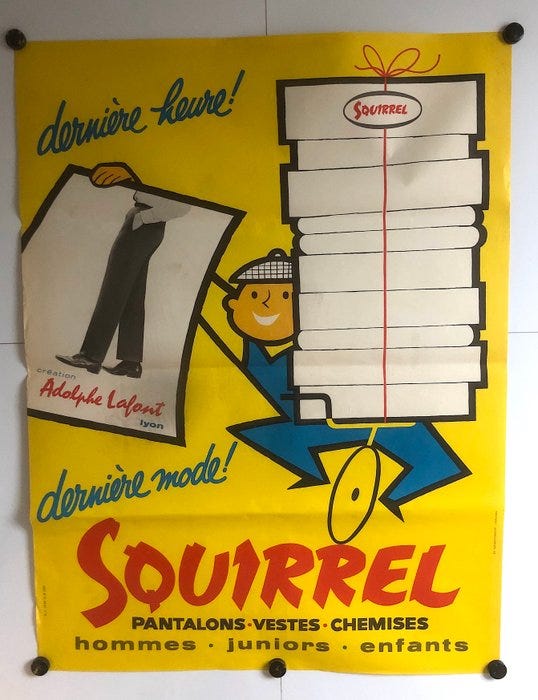 dernière heure!
SQUIRREL
création
Adolphe Lafont
lyon
dernière mode!
SQUIRREL
PANTALONS·VESTES·CHEMISES
hommes · juniors · enfants